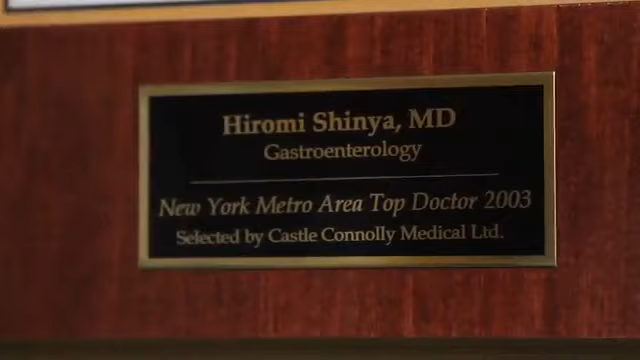 Hiromi Shinya, MD
Gastroenterology
New York Metro Area Top Doctor 2003
Selected by Castle Connolly Medical Ltd.